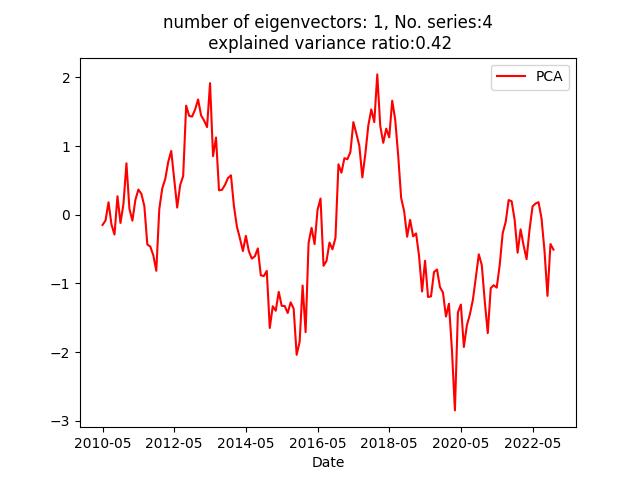 number of eigenvectors: 1, No. series:4
explained variance ratio:0.42
PCA
2
1
0
−1
−2
−3
2010-05 2012-05 2014-05 2016-05 2018-05 2020-05 2022-05
Date